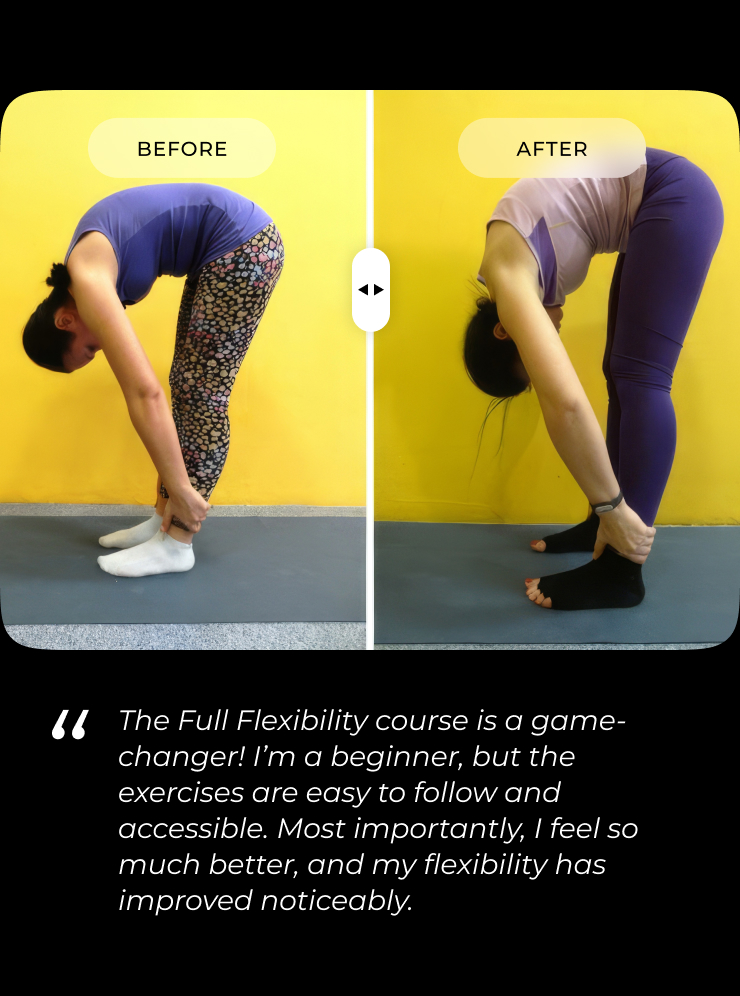 BEFORE
AFTER
“ The Full Flexibility course is a game-
changer! I’m a beginner, but the
exercises are easy to follow and
accessible. Most importantly, I feel so
much better, and my flexibility has
improved noticeably.